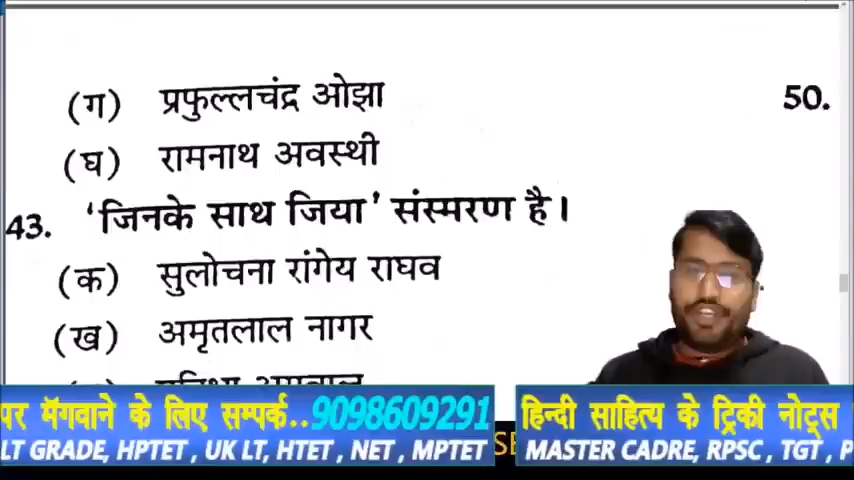 (ग) प्रफुल्लचंद्र ओझा
50.
(घ) रामनाथ अवस्थी
43. 'जिनके साथ जिया' संस्मरण है।
(क) सुलोचना रांगेय राघव
(ख) अमृतलाल नागर
पर मॅगवाने के लिए सम्पर्क..9098609291 हिन्दी साहित्य के ट्रिकी नोट्स
LT GRADE, HPTET , UK LT, HTET , NET , MPTET MASTER CADRE, RPSC , TGT , P